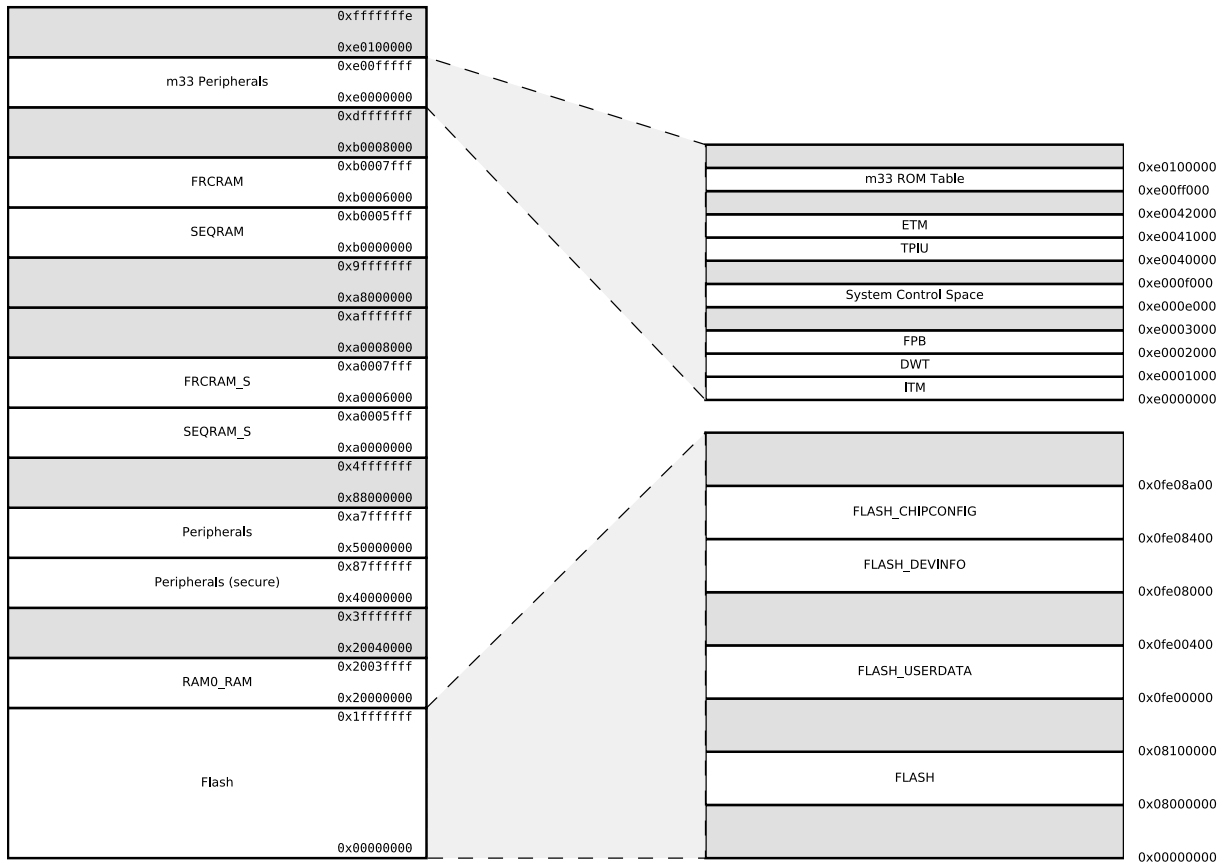 0xfffffffe
0xe0100000
0xe00fffff
m33 Peripherals
0xe0000000
0xdfffffff
0xb0008000
0xb0007fff
FRCRAM
0xb0006000
0xb0005fff
SEQRAM
0xb0000000
0x9fffffff
0xa8000000
0xafffffff
0xa0008000
0xa0007fff
FRCRAM_S
0xa0006000
0xa0005fff
SEQRAM_S
0xa0000000
0x4fffffff
0x88000000
0xa7ffffff
Peripherals
0x50000000
0x87ffffff
Peripherals (secure)
0x40000000
0x3fffffff
0x20040000
0x2003ffff
RAM0_RAM
0x20000000
0x1fffffff
Flash
0x00000000
0xe0100000
m33 ROM Table
0xe00ff000
0xe0042000
ETM
0xe0041000
TPIU
0xe0040000
0xe000f000
System Control Space
0xe000e000
0xe0003000
FPB
0xe0002000
DWT
0xe0001000
ITM
0xe0000000
0x0fe08a00
FLASH_CHIPCONFIG
0x0fe08400
FLASH_DEVINFO
0x0fe08000
0x0fe00400
FLASH_USERDATA
0x0fe00000
0x08100000
FLASH
0x08000000
0x00000000